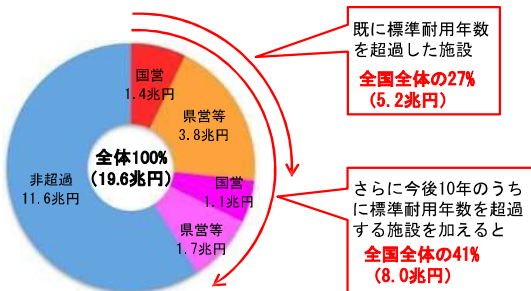 既に標準耐用年数
を超過した施設
全国全体の27%
(5.2兆円)
国営
1.4兆円
県営等
3.8兆円
全体100%
(19.6兆円)
非超過
11.6兆円
国営
1.1兆円
県営等
1.7兆円
さらに今後10年のうち
に標準耐用年数を超過
する施設を加えると
全国全体の41%
(8.0兆円)